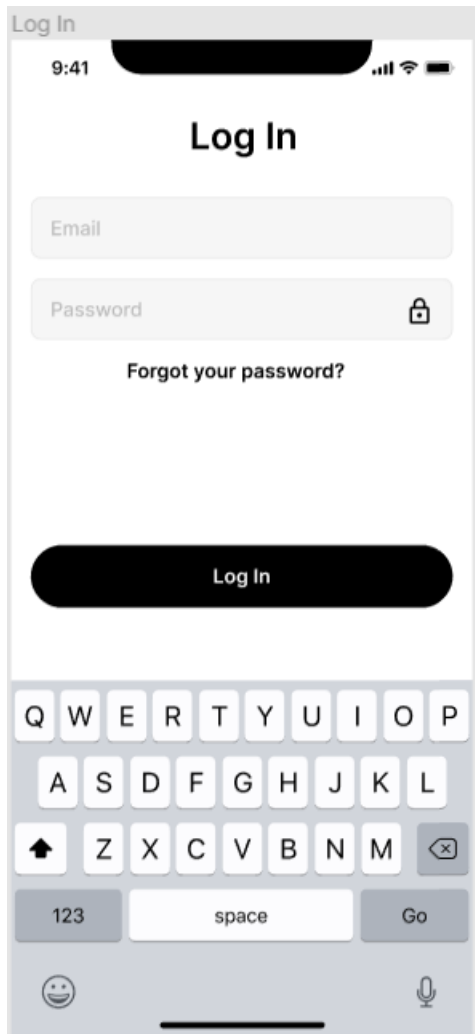 Log In
9:41
Log In
Email
Password
Forgot your password?
Log In
Q W E R T Y U I O P
A S D F G H J K L
Z X C V B N M
123 space Go